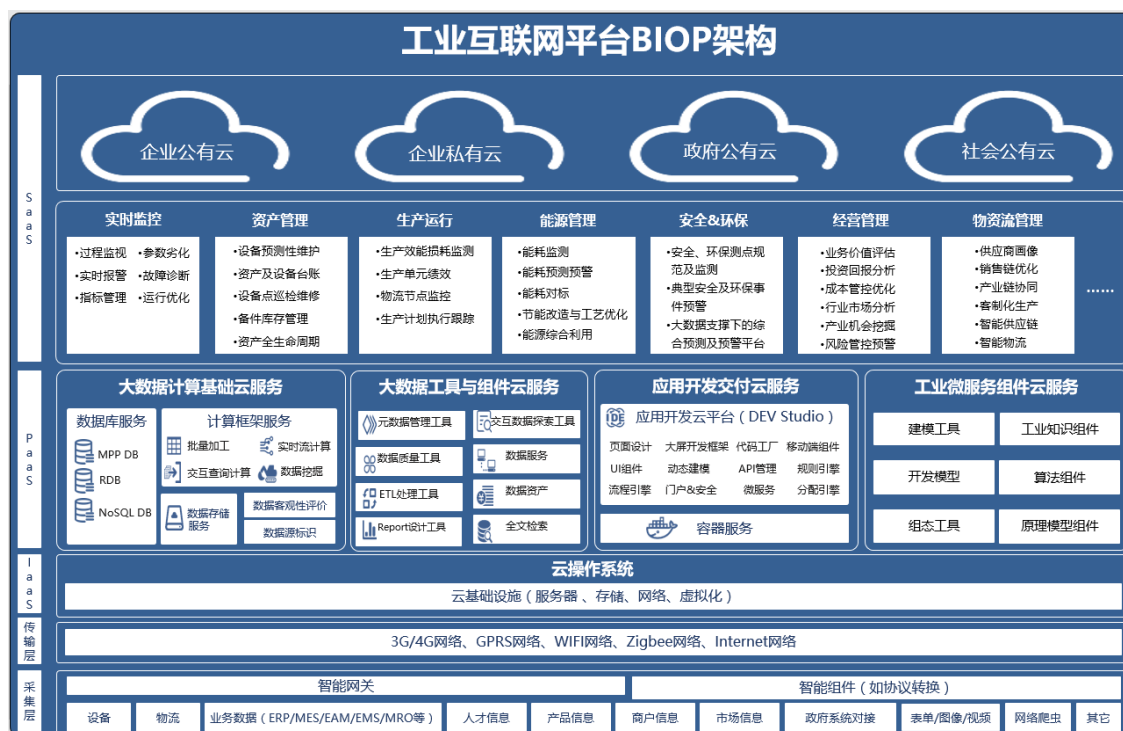 工业互联网平台BIOP架构
SaaS
企业公有云
企业私有云
政府公有云
社会公有云
实时监控
•过程监视 •参数劣化
•实时报警 •故障诊断
•指标管理 •运行优化
资产管理
•设备预测性维护
•资产及设备台账
•设备点巡检维修
•备件库存管理
•资产全生命周期
生产运行
•生产效能损耗监测
•生产单元绩效
•物流节点监控
•生产计划执行跟踪
能源管理
•能耗监测
•能耗预测预警
•能耗对标
•节能改造与工艺优化
•能源综合利用
安全&环保
•安全、环保测点规
范及监测
•典型安全及环保事
件预警
•大数据支撑下的综
合预测及预警平台
经营管理
•业务价值评估
•投资回报分析
•成本管控优化
•行业市场分析
•产业机会挖掘
•风险管控预警
物资流管理
•供应商画像
•销售链优化
•产业链协同
•客制化生产
•智能供应链
•智能物流
……
PaaS
大数据计算基础云服务
数据库服务
MPP DB
RDB
NoSQL DB
计算框架服务
批量加工
实时流计算
交互查询计算
数据挖掘
数据存储
服务
数据客观性评价
数据源标识
大数据工具与组件云服务
元数据管理工具
交互数据探索工具
数据质量工具
数据服务
ETL处理工具
数据资产
Report设计工具
全文检索
应用开发交付云服务
应用开发云平台（DEV Studio）
页面设计 大屏开发框架 代码工厂 移动端组件
UI组件 动态建模 API管理 规则引擎
流程引擎 门户&安全 微服务 分配引擎
容器服务
工业微服务组件云服务
建模工具
工业知识组件
开发模型
算法组件
组态工具
原理模型组件
IaaS
云操作系统
云基础设施（服务器、存储、网络、虚拟化）
传输层
3G/4G网络、GPRS网络、WIFI网络、Zigbee网络、Internet网络
采集层
智能网关
智能组件（如协议转换）
设备
物流
业务数据（ERP/MES/EAM/EMS/MRO等）
人才信息
产品信息
商户信息
市场信息
政府系统对接
表单/图像/视频
网络爬虫
其它